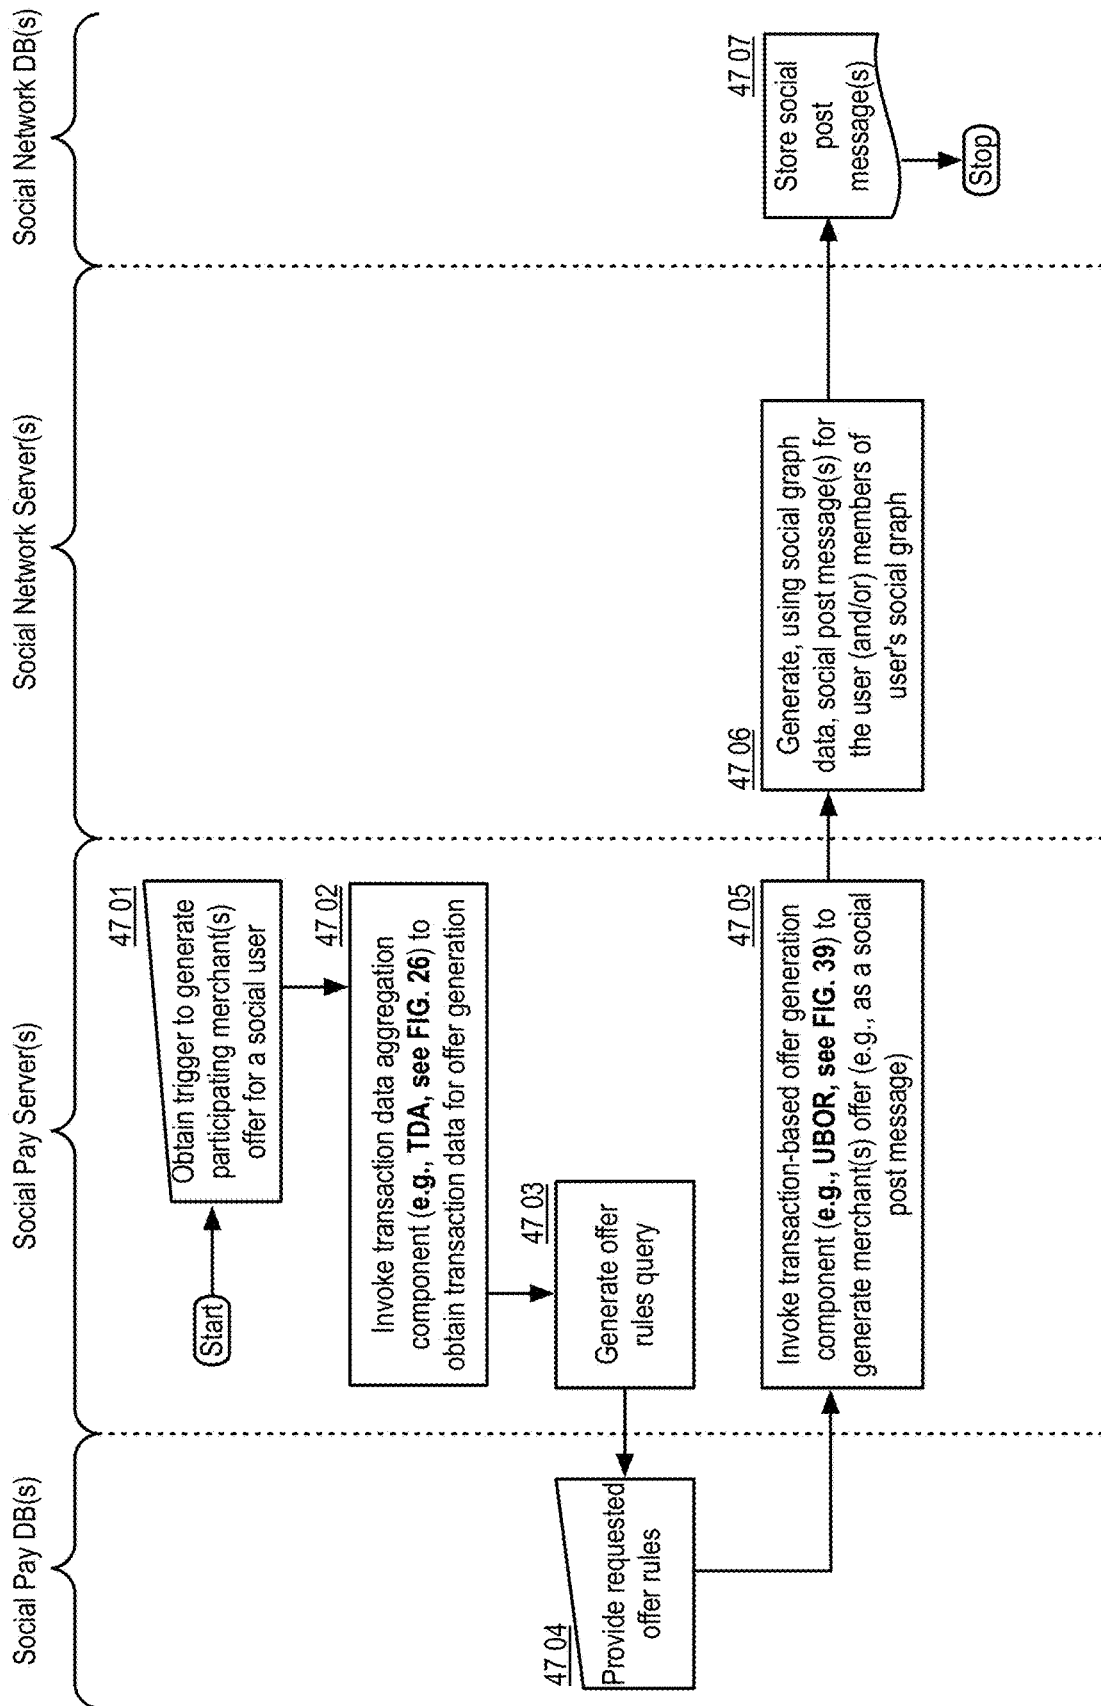 Social Pay DB(s)
Social Pay Server(s)
Social Network Server(s)
Social Network DB(s)
Start
47 01
Obtain trigger to generate
participating merchant(s)
offer for a social user
47 02
Invoke transaction data aggregation
component (e.g., TDA, see FIG. 26) to
obtain transaction data for offer generation
47 03
Generate offer
rules query
47 04
Provide requested
offer rules
47 05
Invoke transaction-based offer generation
component (e.g., UBOR, see FIG. 39) to
generate merchant(s) offer (e.g., as a social
post message)
47 06
Generate, using social graph
data, social post message(s) for
the user (and/or) members of
user's social graph
47 07
Store social
post
message(s)
Stop